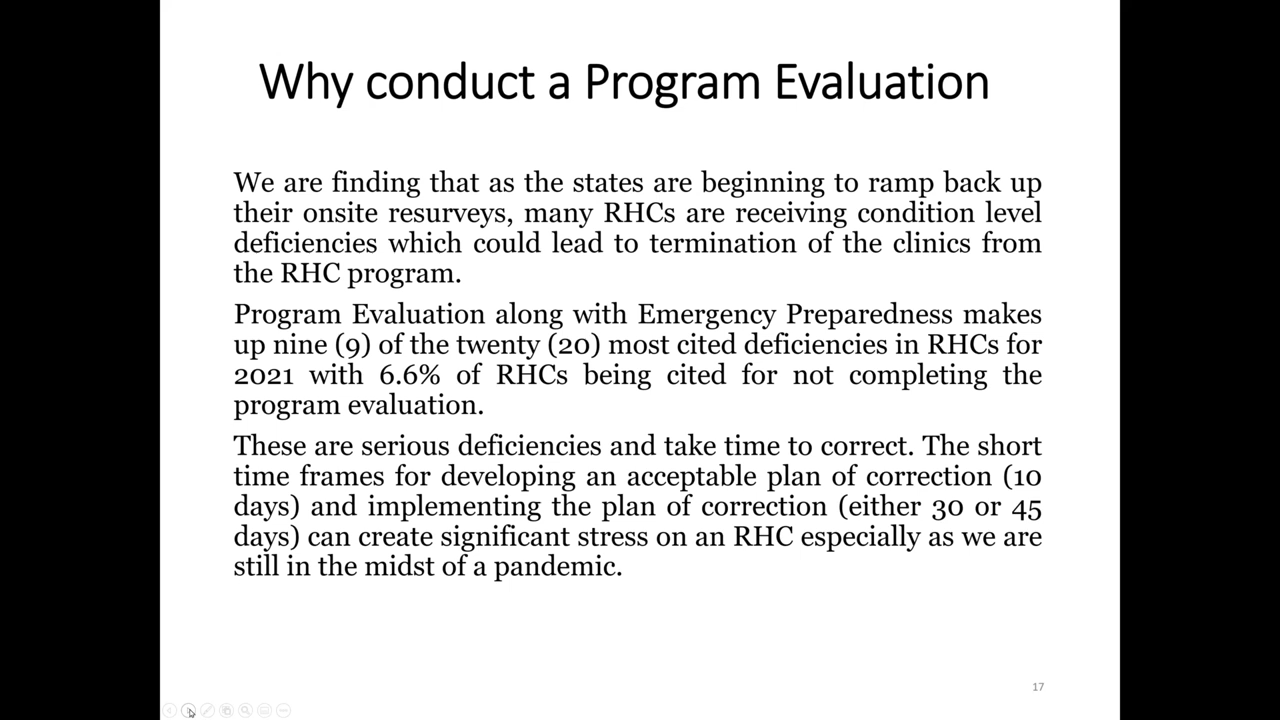 Why conduct a Program Evaluation
We are finding that as the states are beginning to ramp back up
their onsite resurveys, many RHCs are receiving condition level
deficiencies which could lead to termination of the clinics from
the RHC program.
Program Evaluation along with Emergency Preparedness makes
up nine (9) of the twenty (20) most cited deficiencies in RHCs for
2021 with 6.6% of RHCs being cited for not completing the
program evaluation.
These are serious deficiencies and take time to correct. The short
time frames for developing an acceptable plan of correction (10
days) and implementing the plan of correction (either 30 or 45
days) can create significant stress on an RHC especially as we are
still in the midst of a pandemic.
17